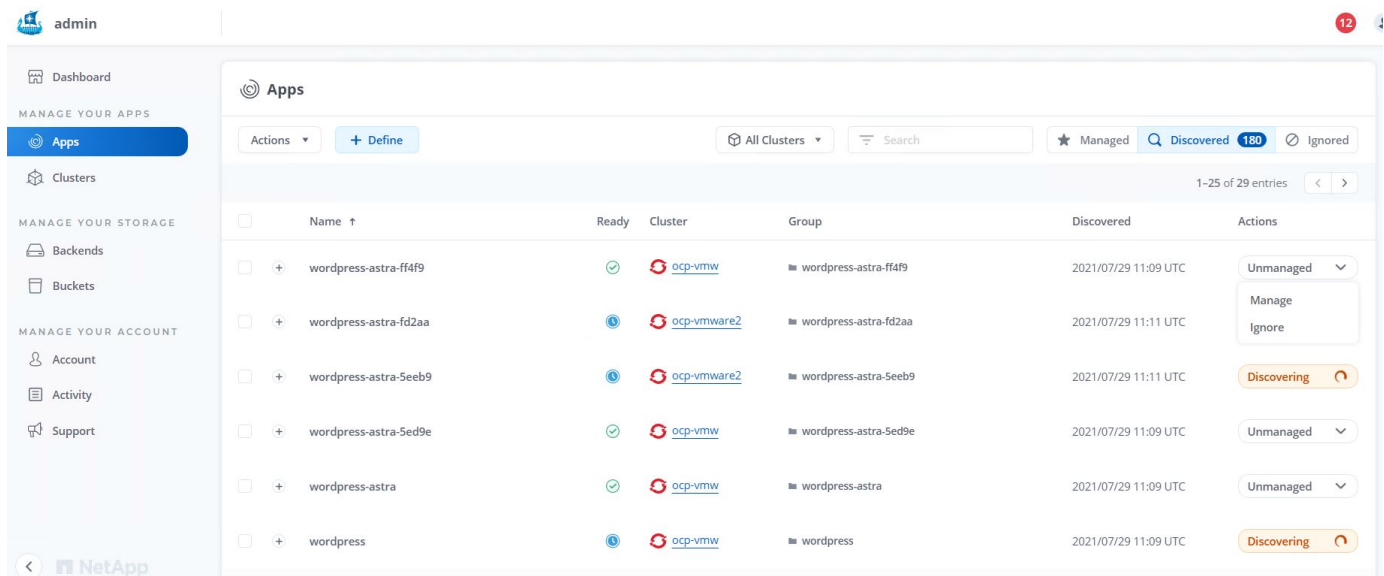 admin
12
Dashboard
MANAGE YOUR APPS
Apps
Clusters
MANAGE YOUR STORAGE
Backends
Buckets
MANAGE YOUR ACCOUNT
Account
Activity
Support
NetApp
Apps
Actions + Define All Clusters Search Managed Discovered 180 Ignored
1–25 of 29 entries < >
Name ↑ Ready Cluster Group Discovered Actions
+ wordpress-astra-ff4f9 ocp-vmw wordpress-astra-ff4f9 2021/07/29 11:09 UTC Unmanaged
Manage
Ignore
+ wordpress-astra-fd2aa ocp-vmware2 wordpress-astra-fd2aa 2021/07/29 11:11 UTC
+ wordpress-astra-5eeb9 ocp-vmware2 wordpress-astra-5eeb9 2021/07/29 11:11 UTC Discovering
+ wordpress-astra-5ed9e ocp-vmw wordpress-astra-5ed9e 2021/07/29 11:09 UTC Unmanaged
+ wordpress-astra ocp-vmw wordpress-astra 2021/07/29 11:09 UTC Unmanaged
+ wordpress ocp-vmw wordpress 2021/07/29 11:09 UTC Discovering